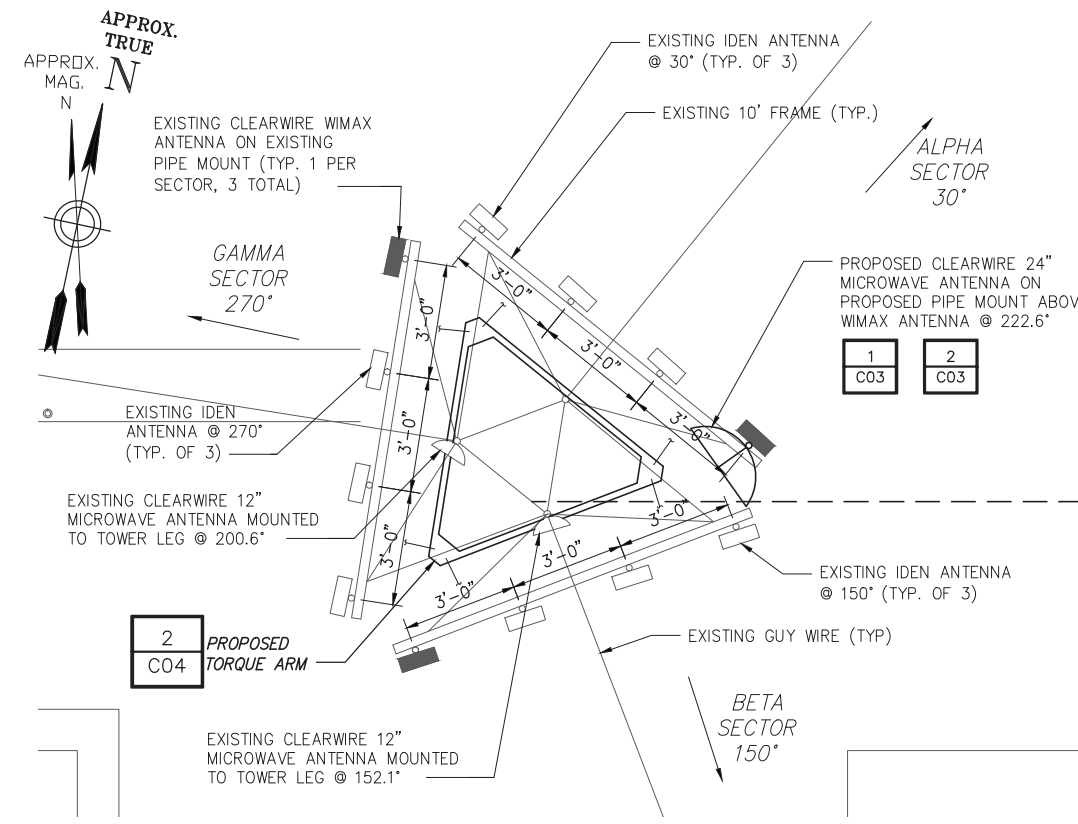 APPROX.
TRUE
N
APPROX.
MAG.
N
EXISTING CLEARWIRE WIMAX
ANTENNA ON EXISTING
PIPE MOUNT (TYP. 1 PER
SECTOR, 3 TOTAL)
EXISTING IDEN ANTENNA
@ 30° (TYP. OF 3)
EXISTING 10' FRAME (TYP.)
ALPHA
SECTOR
30°
GAMMA
SECTOR
270°
PROPOSED CLEARWIRE 24"
MICROWAVE ANTENNA ON
PROPOSED PIPE MOUNT ABOV
WIMAX ANTENNA @ 222.6°
1
C03
2
C03
3'-0"
3'-0"
3'-0"
3'-0"
3'-0"
3'-0"
3'-0"
3'-0"
3'-0"
EXISTING IDEN
ANTENNA @ 270°
(TYP. OF 3)
EXISTING CLEARWIRE 12"
MICROWAVE ANTENNA MOUNTED
TO TOWER LEG @ 200.6°
EXISTING IDEN ANTENNA
@ 150° (TYP. OF 3)
2
C04
PROPOSED
TORQUE ARM
EXISTING GUY WIRE (TYP)
BETA
SECTOR
150°
EXISTING CLEARWIRE 12"
MICROWAVE ANTENNA MOUNTED
TO TOWER LEG @ 152.1°